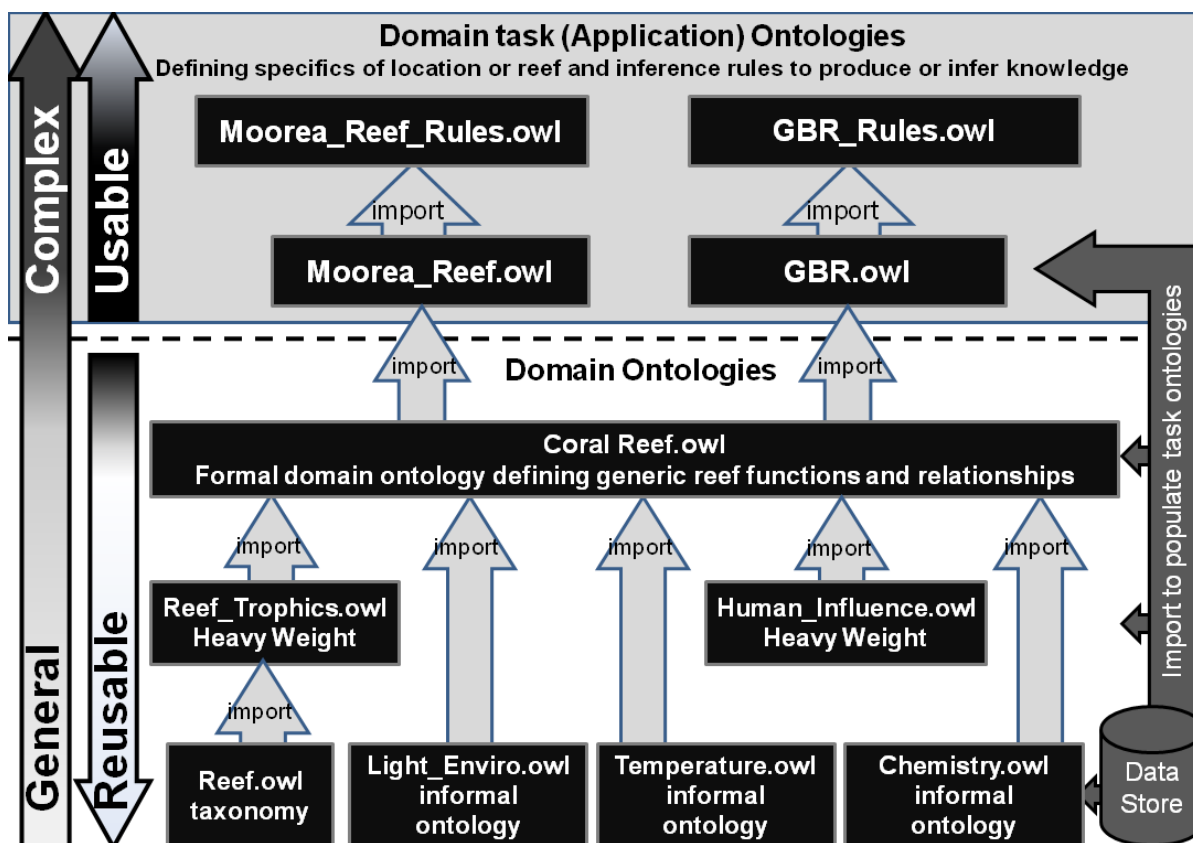 Domain task (Application) Ontologies
Defining specifics of location or reef and inference rules to produce or infer knowledge
Complex
Usable
Moorea_Reef_Rules.owl
GBR_Rules.owl
import
import
Moorea_Reef.owl
GBR.owl
import
import
Domain Ontologies
Coral Reef.owl
Formal domain ontology defining generic reef functions and relationships
import
import
import
import
import
Reef_Trophics.owl
Heavy Weight
Human_Influence.owl
Heavy Weight
import
General
Reusable
Reef.owl
taxonomy
Light_Enviro.owl
informal
ontology
Temperature.owl
informal
ontology
Chemistry.owl
informal
ontology
Import to populate task ontologies
Data
Store